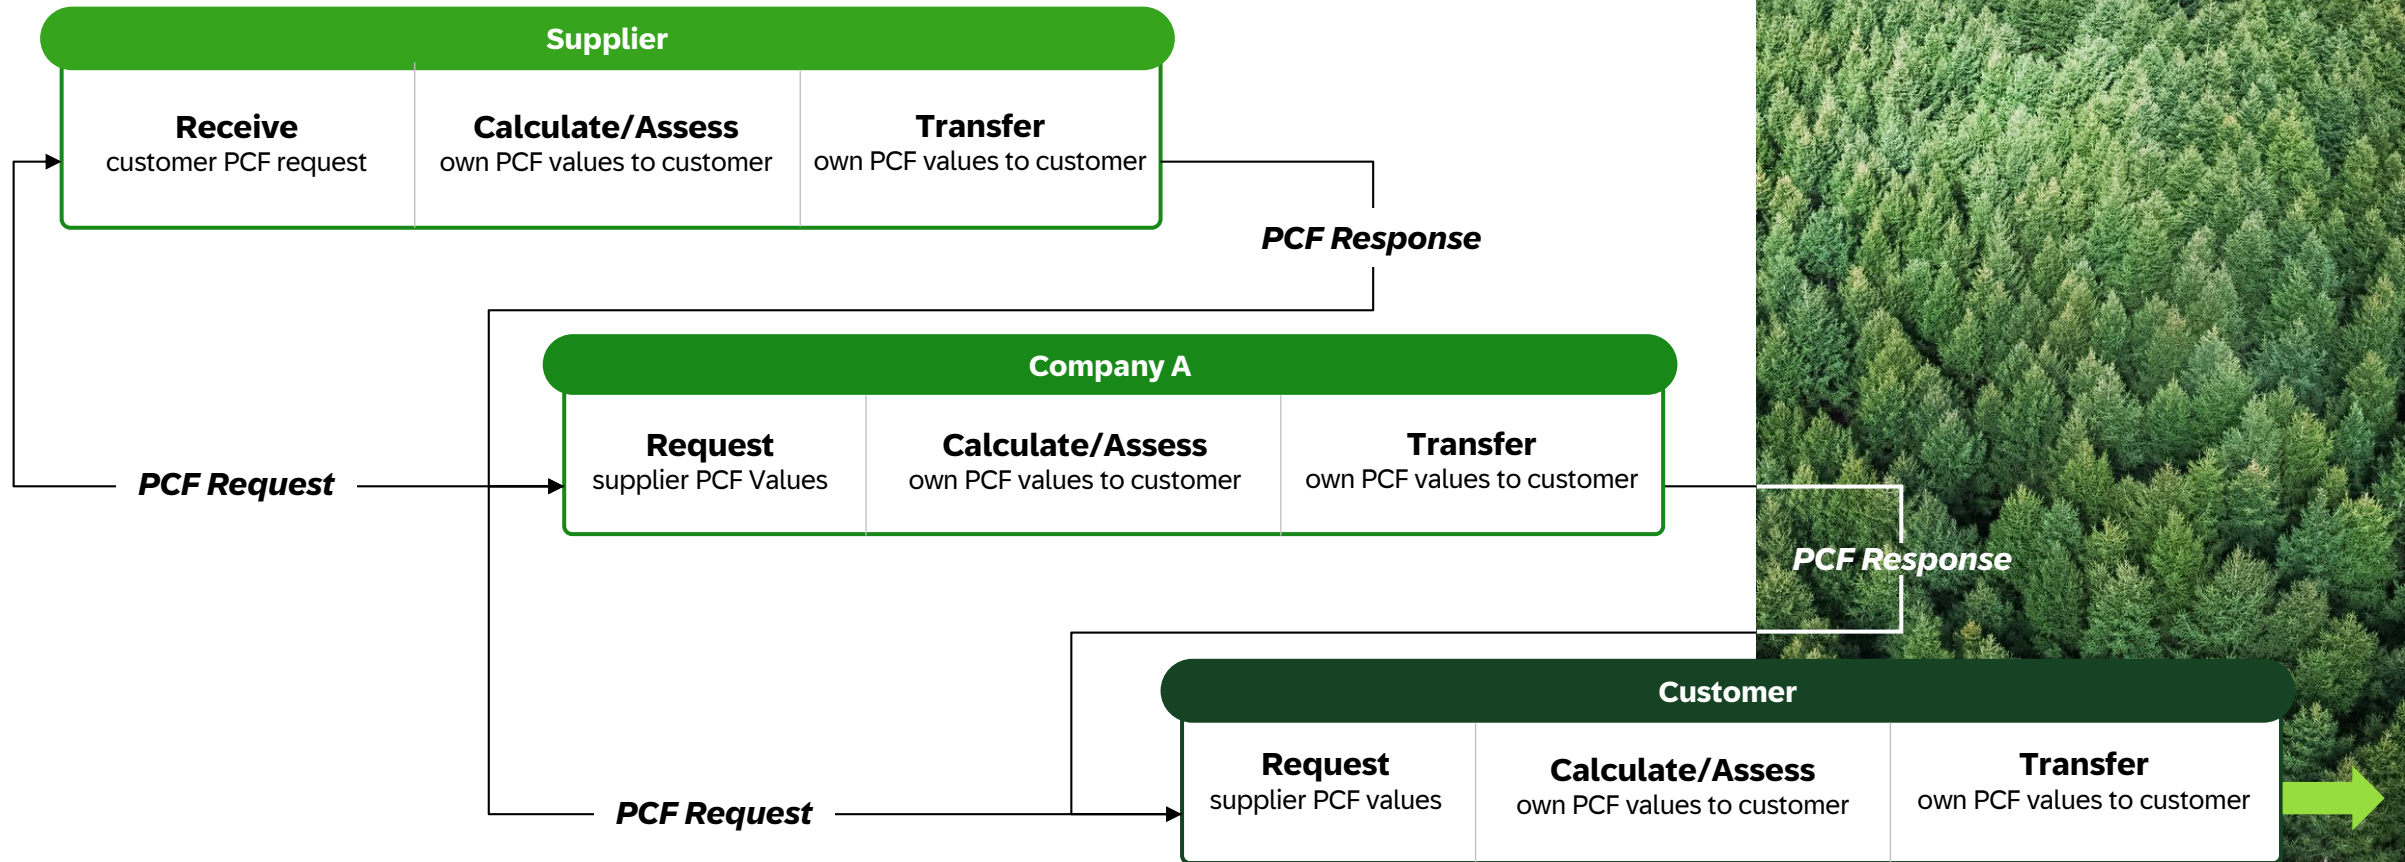 Supplier
Receive
customer PCF request
Calculate/Assess
own PCF values to customer
Transfer
own PCF values to customer
PCF Response
Company A
Request
supplier PCF Values
Calculate/Assess
own PCF values to customer
Transfer
own PCF values to customer
PCF Request
PCF Response
Customer
Request
supplier PCF values
Calculate/Assess
own PCF values to customer
Transfer
own PCF values to customer
PCF Request